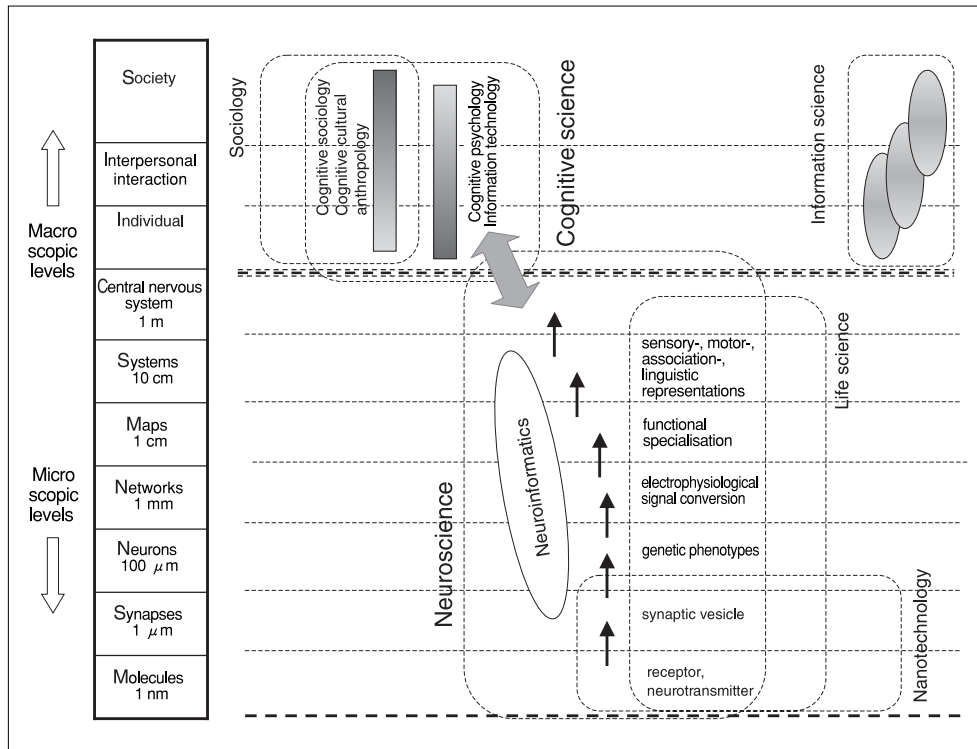 Society
Interpersonal
interaction
Individual
Macro
scopic
levels
Central nervous
system
1 m
Systems
10 cm
Maps
1 cm
Micro
scopic
levels
Networks
1 mm
Neurons
100 μm
Synapses
1 μm
Molecules
1 nm
Sociology
Cognitive sociology
Cognitive cultural
anthropology
Cognitive psychology
Information technology
Cognitive science
Information science
Neuroscience
Neuroinformatics
sensory-, motor-,
association-,
linguistic
representations
functional
specialisation
electrophysiological
signal conversion
genetic phenotypes
synaptic vesicle
receptor,
neurotransmitter
Life science
Nanotechnology